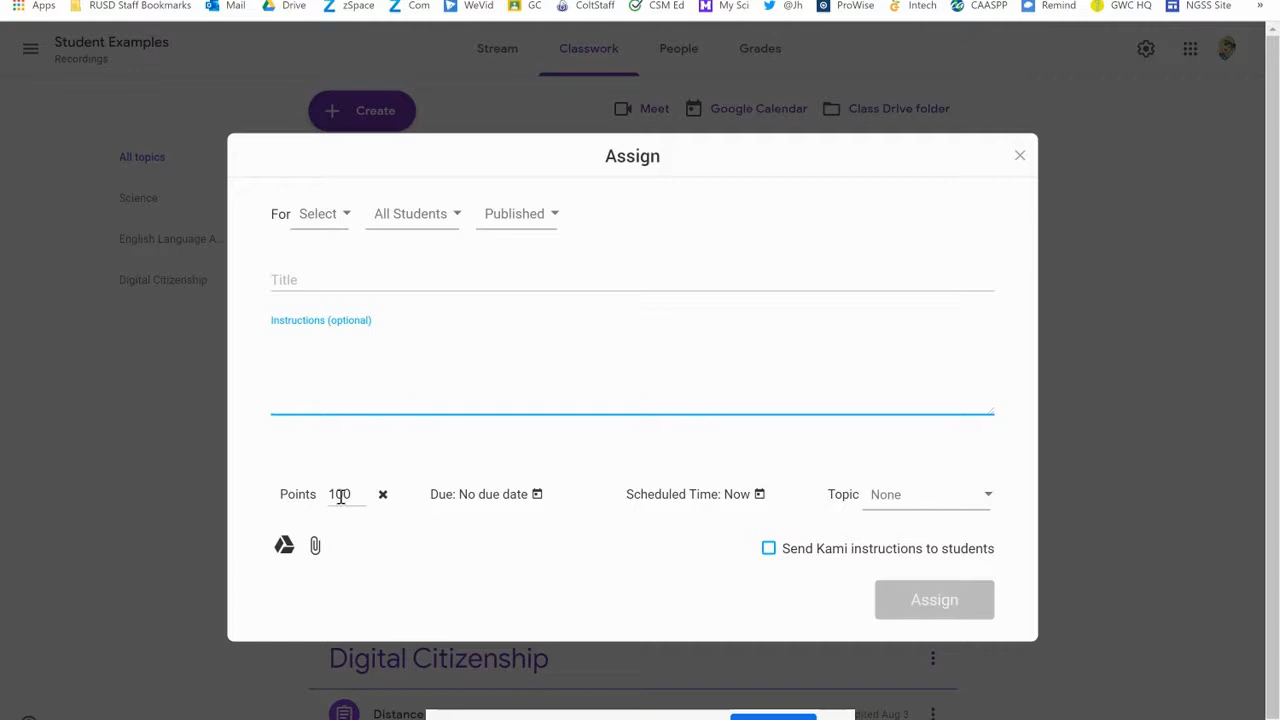 Apps RUSD Staff Bookmarks Mail Drive zSpace Com WeVid GC ColtStaff CSM Ed My Sci @Jh ProWise Intech CAASPP Remind GWC HQ NGSS Site »
Student Examples
Recordings
Stream Classwork People Grades
Create
Meet Google Calendar Class Drive folder
All topics
Science
English Language A...
Digital Citizenship
Assign
For Select All Students Published
Title
Instructions (optional)
Points 100 Due: No due date Scheduled Time: Now Topic None
Send Kami instructions to students
Assign
Digital Citizenship
Distance
dited Aug 3